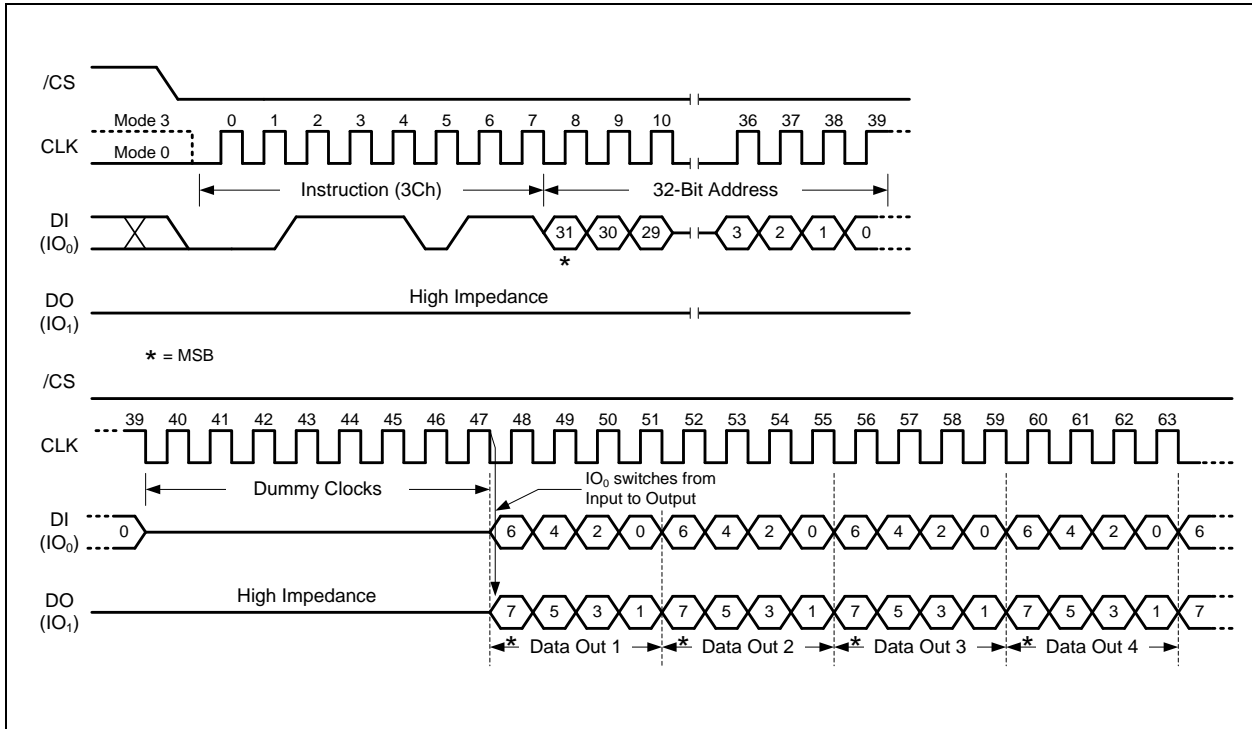 /CS
Mode 3 0 1 2 3 4 5 6 7 8 9 10 36 37 38 39
CLK
Mode 0
Instruction (3Ch) 32-Bit Address
DI
(IO₀)
31 30 29 3 2 1 0
*
DO
(IO₁)
High Impedance
* = MSB
/CS
39 40 41 42 43 44 45 46 47 48 49 50 51 52 53 54 55 56 57 58 59 60 61 62 63
CLK
Dummy Clocks
IO₀ switches from
Input to Output
DI
(IO₀)
0 6 4 2 0 6 4 2 0 6 4 2 0 6 4 2 0 6
High Impedance
DO
(IO₁)
7 5 3 1 7 5 3 1 7 5 3 1 7 5 3 1 7
* Data Out 1 * Data Out 2 * Data Out 3 * Data Out 4